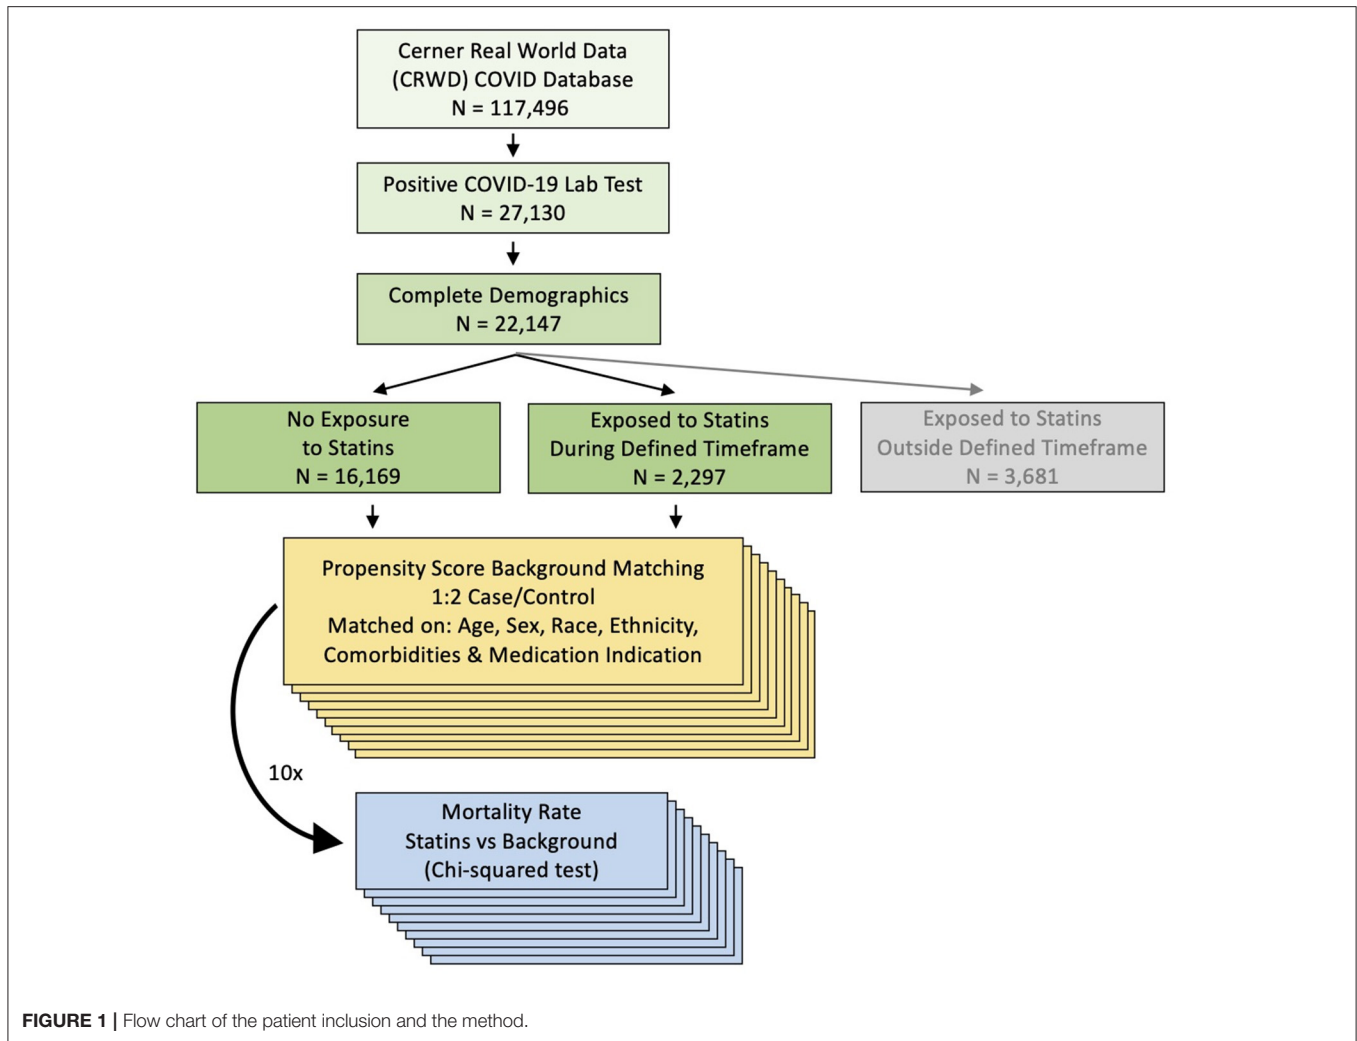 Cerner Real World Data
(CRWD) COVID Database
N = 117,496
Positive COVID-19 Lab Test
N = 27,130
Complete Demographics
N = 22,147
No Exposure
to Statins
N = 16,169
Exposed to Statins
During Defined Timeframe
N = 2,297
Exposed to Statins
Outside Defined Timeframe
N = 3,681
Propensity Score Background Matching
1:2 Case/Control
Matched on: Age, Sex, Race, Ethnicity,
Comorbidities & Medication Indication
10x
Mortality Rate
Statins vs Background
(Chi-squared test)
FIGURE 1 | Flow chart of the patient inclusion and the method.